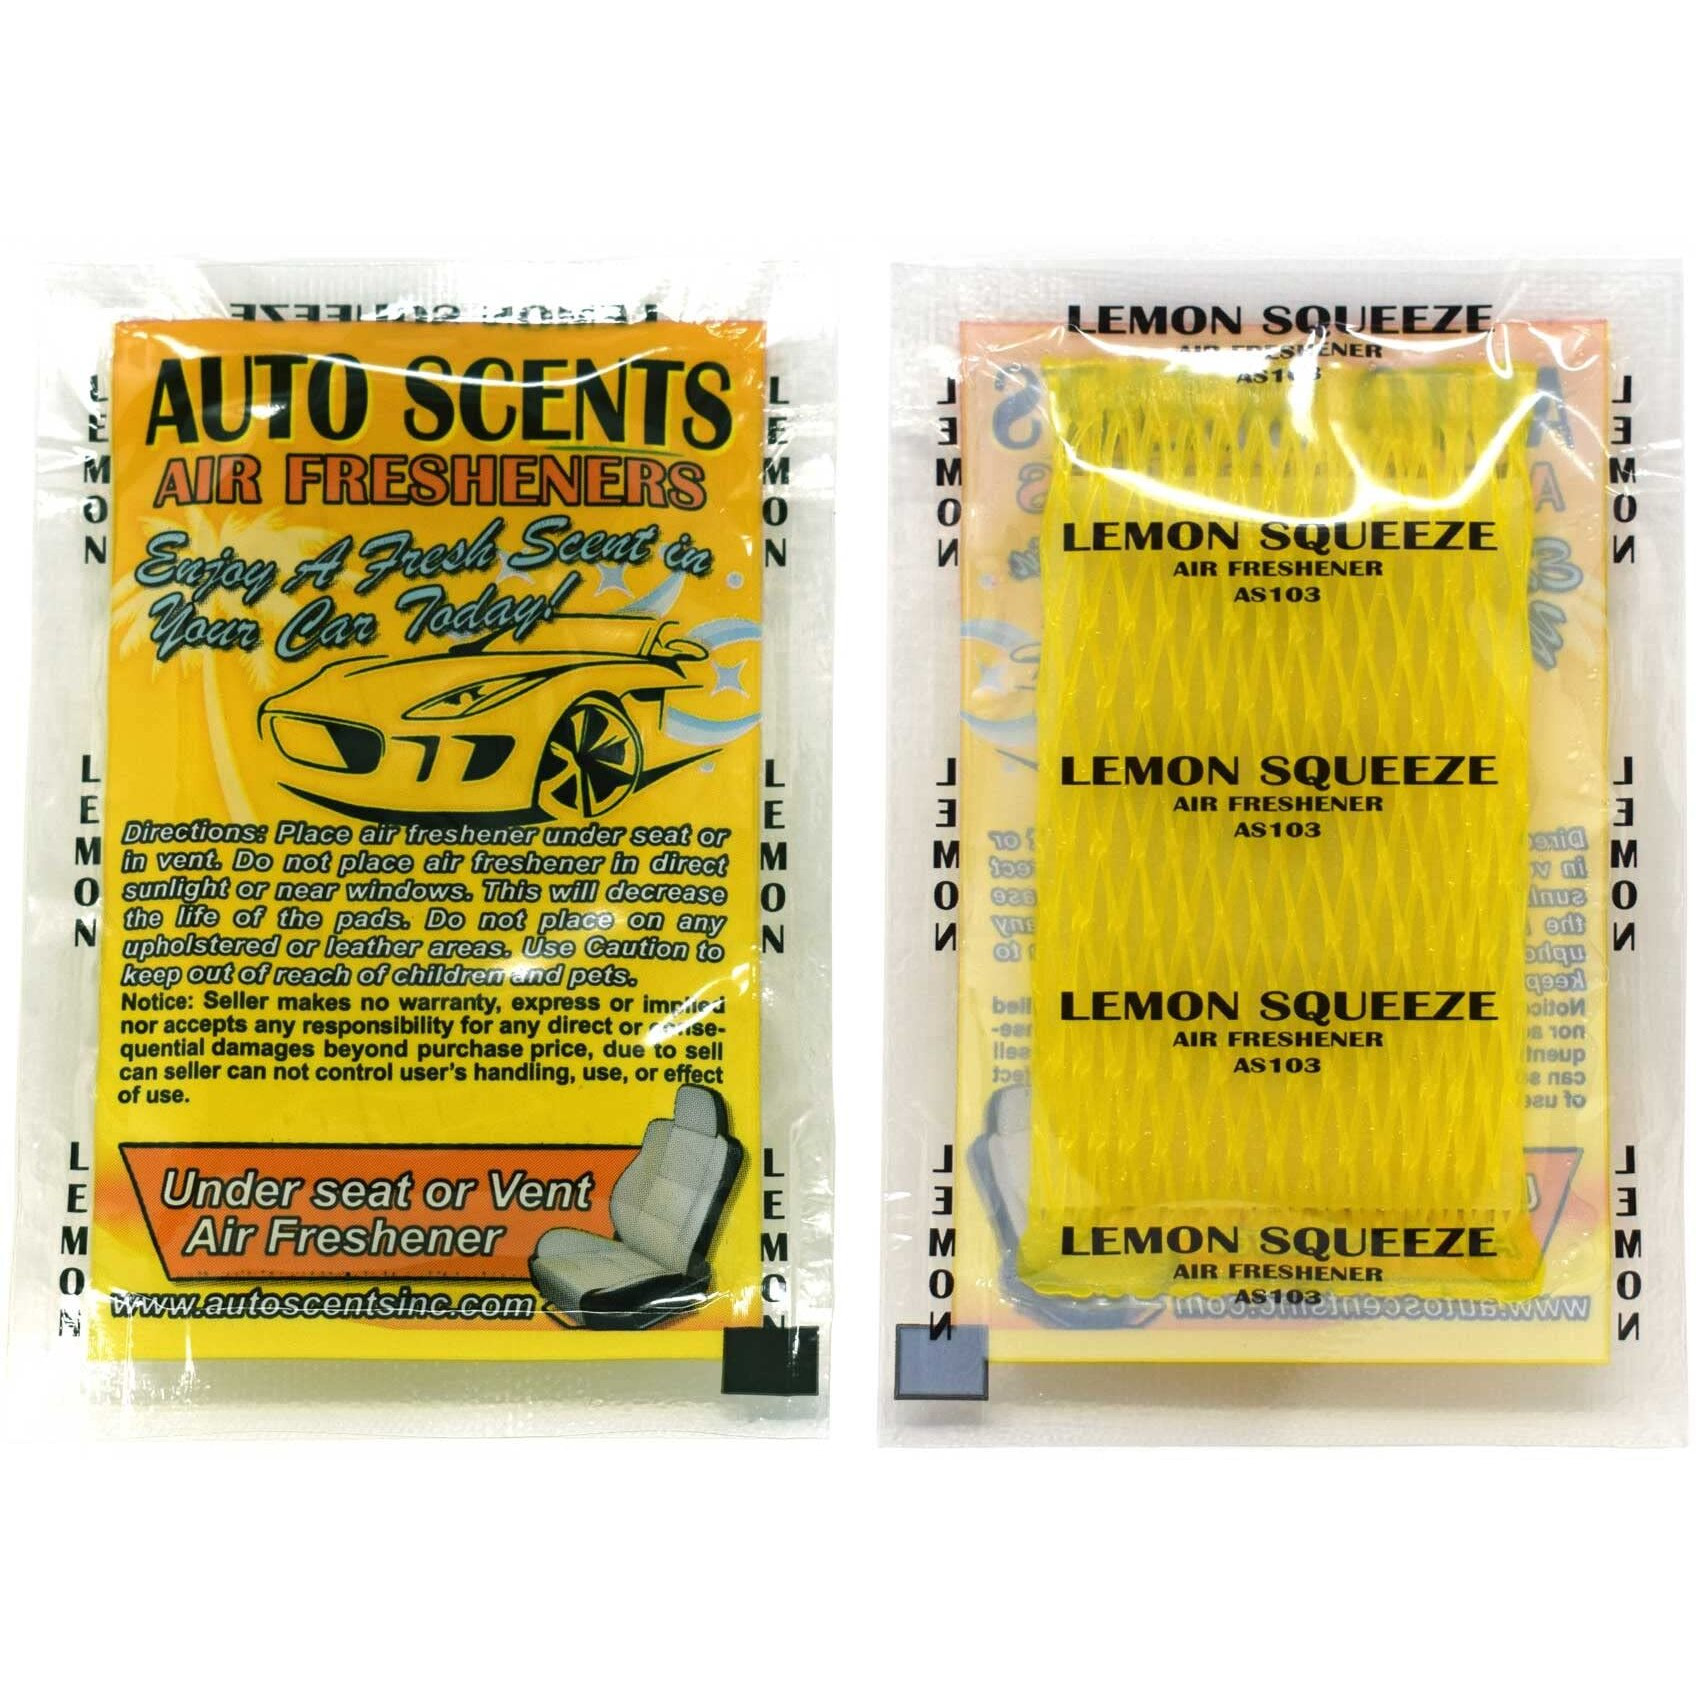 AUTO SCENTS
AIR FRESHENERS
Enjoy A Fresh Scent in
Your Car Today!
Directions: Place air freshener under seat or
in vent. Do not place air freshener in direct
sunlight or near windows. This will decrease
the life of the pads. Do not place on any
upholstered or leather areas. Use Caution to
keep out of reach of children and pets.
Notice: Seller makes no warranty, express or implied
nor accepts any responsibility for any direct or conse-
quential damages beyond purchase price, due to sell
can seller can not control user's handling, use, or effect
of use.
Under seat or Vent
Air Freshener
www.autoscentsinc.com
LEMON
LEMON
LEMON
LEMON
LEMON
LEMON
LEMON SQUEEZE
AIR FRESHENER
AS103
LEMON SQUEEZE
AIR FRESHENER
AS103
LEMON SQUEEZE
AIR FRESHENER
AS103
LEMON SQUEEZE
AIR FRESHENER
AS103
LEMON SQUEEZE
AIR FRESHENER
AS103
LEMON
LEMON
LEMON
LEMON
LEMON
LEMON